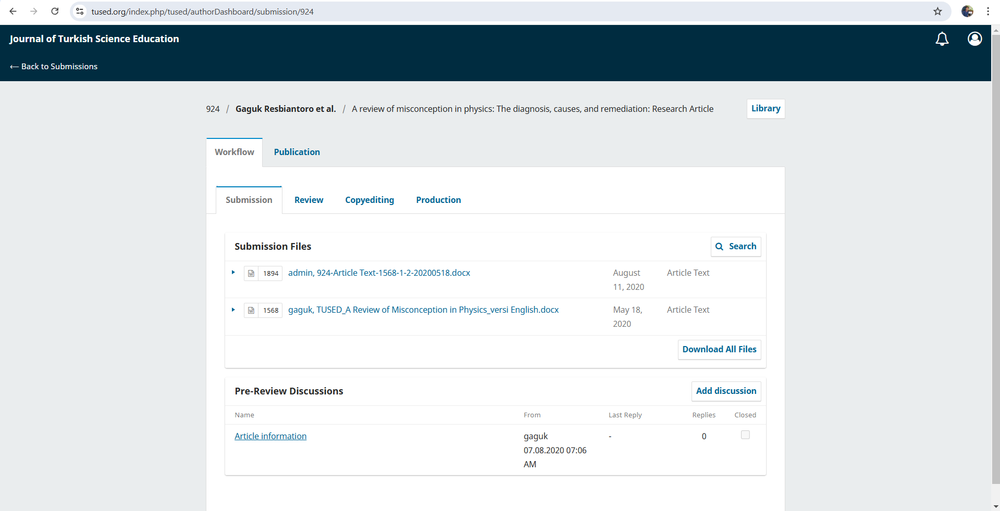 tused.org/index.php/tused/authorDashboard/submission/924
Journal of Turkish Science Education
← Back to Submissions
924 / Gaguk Resbiantoro et al. / A review of misconception in physics: The diagnosis, causes, and remediation: Research Article
Library
Workflow
Publication
Submission
Review
Copyediting
Production
Submission Files
Search
1894 admin, 924-Article Text-1568-1-2-20200518.docx
August
11, 2020
Article Text
1568 gaguk, TUSED_A Review of Misconception in Physics_versi English.docx
May 18,
2020
Article Text
Download All Files
Pre-Review Discussions
Add discussion
Name From Last Reply Replies Closed
Article information
gaguk
07.08.2020 07:06
AM
-
0